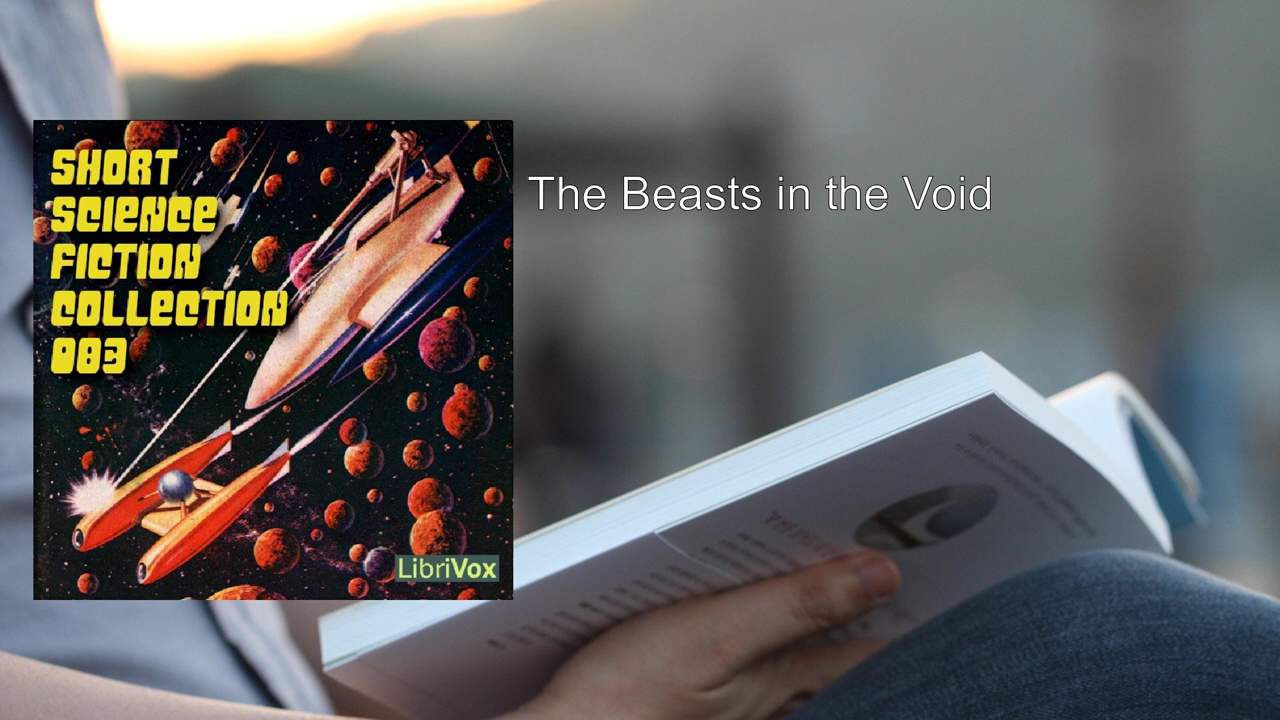 SHORT
SCIENCE
FICTION
COLLECTION
083
LibriVox
The Beasts in the Void